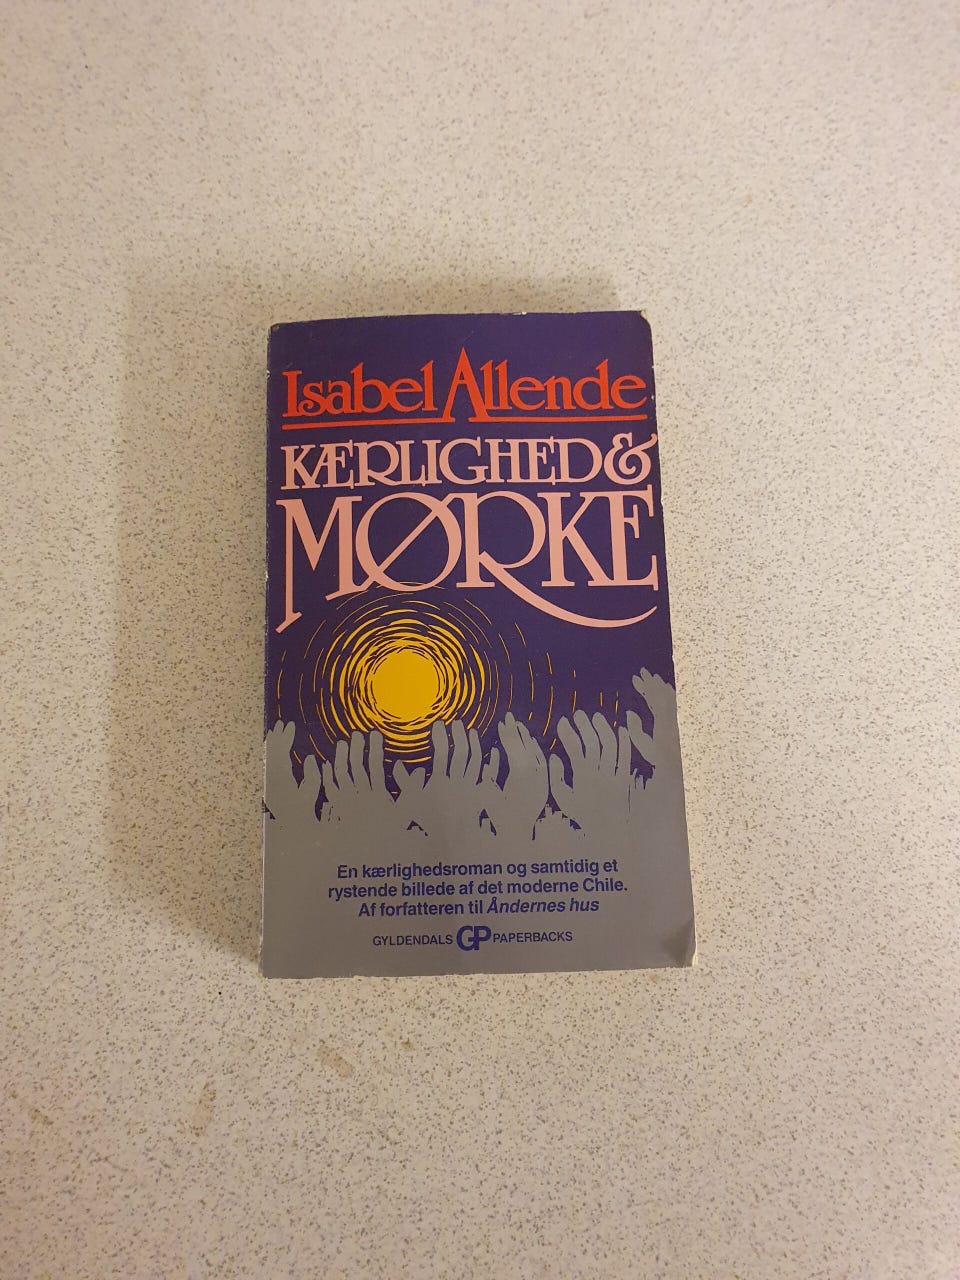 Isabel Allende
KÆRLIGHED &
MØRKE
En kærlighedsroman og samtidig et
rystende billede af det moderne Chile.
Af forfatteren til Åndernes hus
GYLDENDALS GP PAPERBACKS